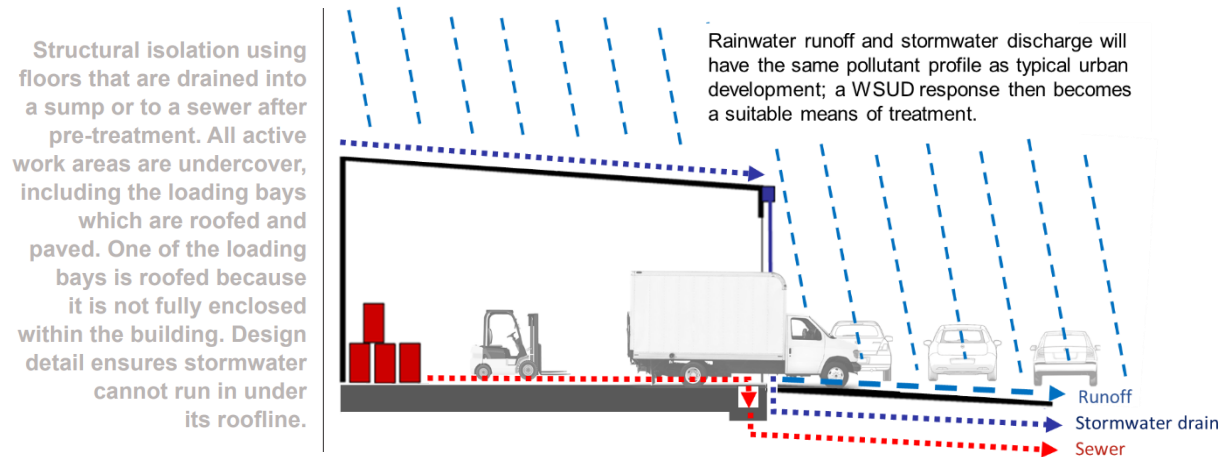 Structural isolation using
floors that are drained into
a sump or to a sewer after
pre-treatment. All active
work areas are undercover,
including the loading bays
which are roofed and
paved. One of the loading
bays is roofed because
it is not fully enclosed
within the building. Design
detail ensures stormwater
cannot run in under
its roofline.
Rainwater runoff and stormwater discharge will
have the same pollutant profile as typical urban
development; a WSUD response then becomes
a suitable means of treatment.
Runoff
Stormwater drain
Sewer